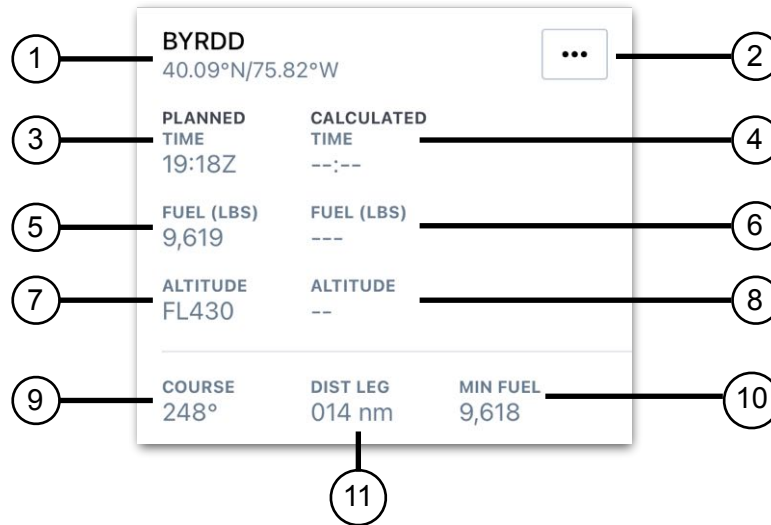 BYRDD
•••
1
40.09°N/75.82°W
2
PLANNED CALCULATED
3
TIME TIME
4
19:18Z --:--
FUEL (LBS) FUEL (LBS)
5
6
9,619 ---
ALTITUDE ALTITUDE
7
8
FL430 --
COURSE DIST LEG MIN FUEL
9
10
248° 014 nm 9,618
11